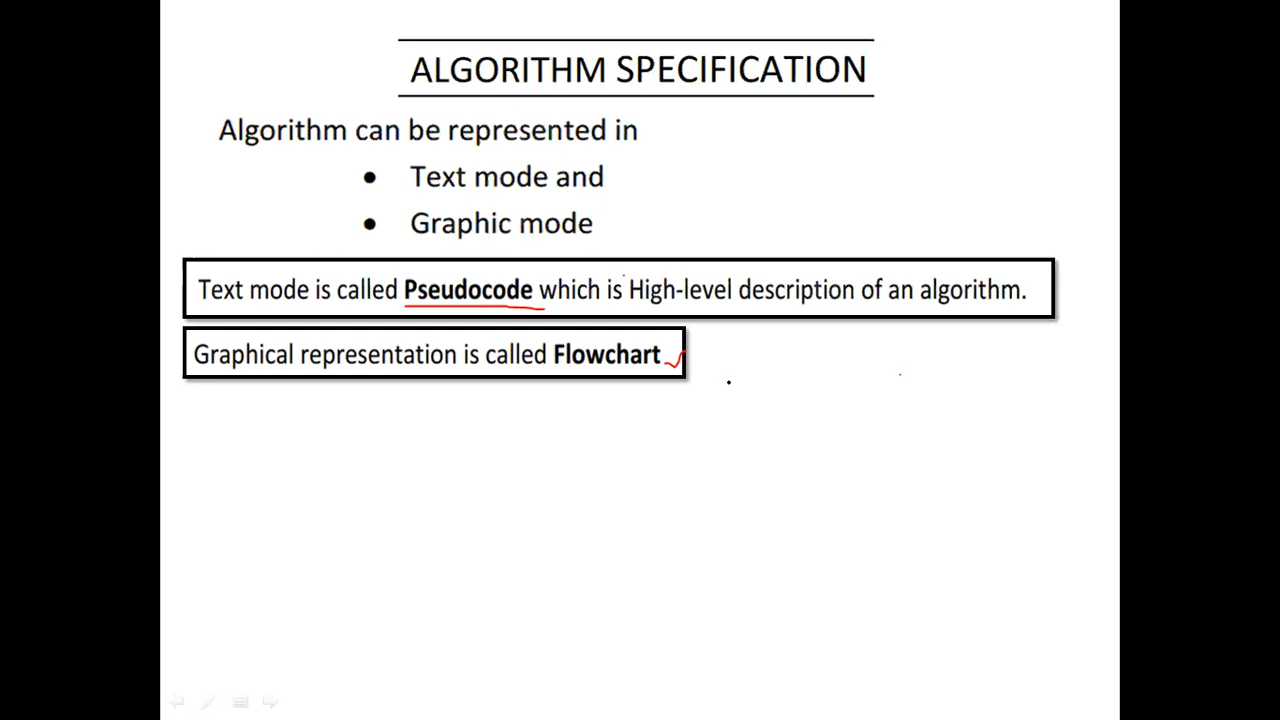 ALGORITHM SPECIFICATION
Algorithm can be represented in
• Text mode and
• Graphic mode
Text mode is called Pseudocode which is High-level description of an algorithm.
Graphical representation is called Flowchart